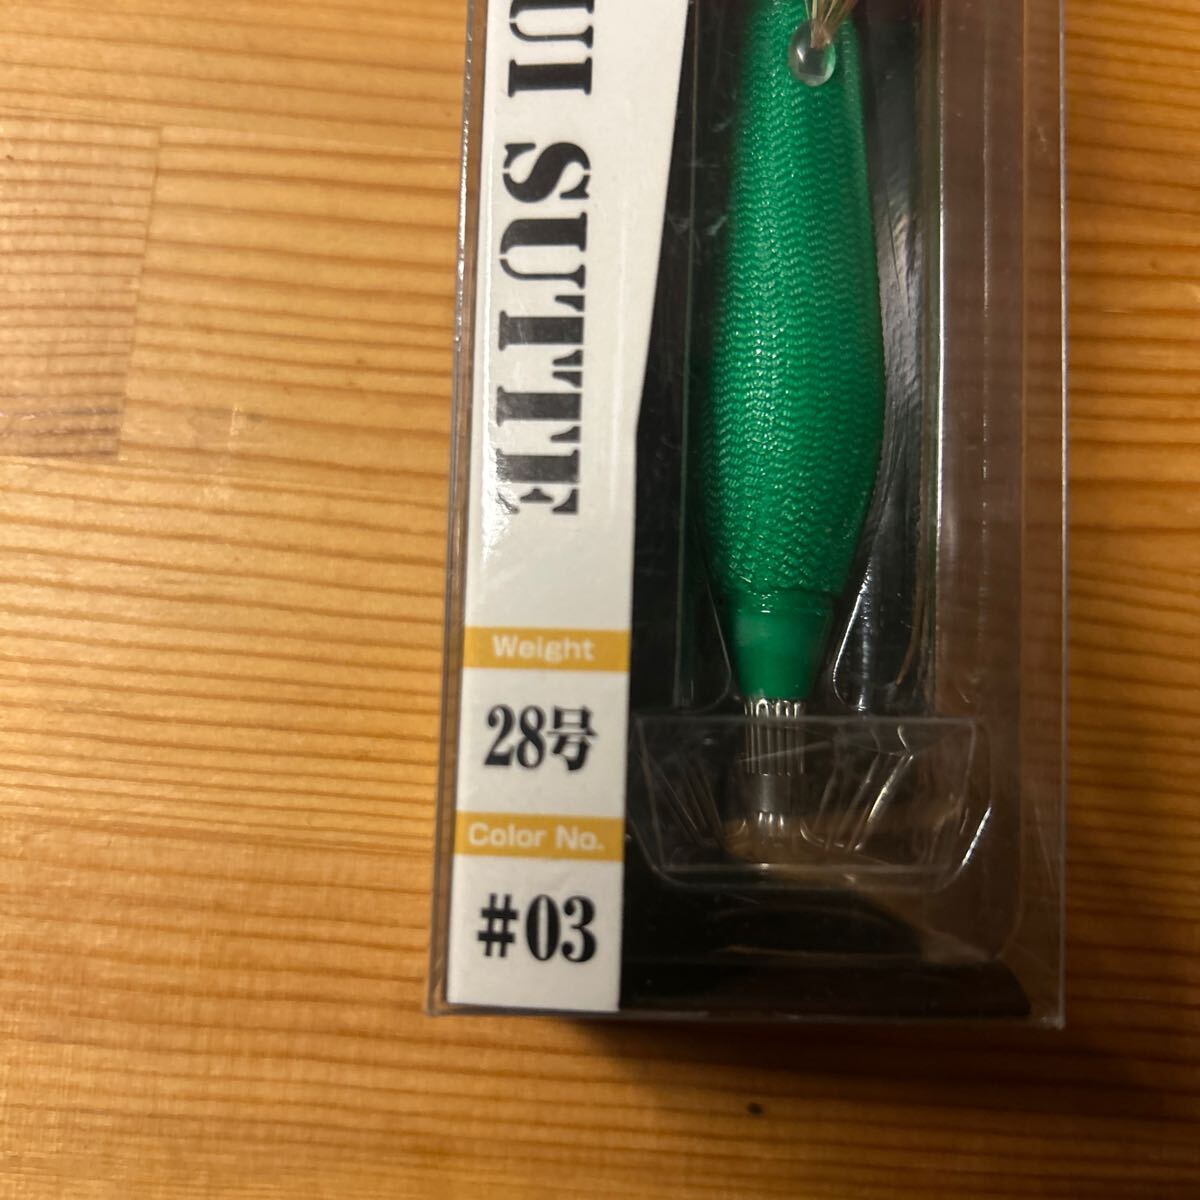 UI SUTTE
Weight
28号
Color No.
#03